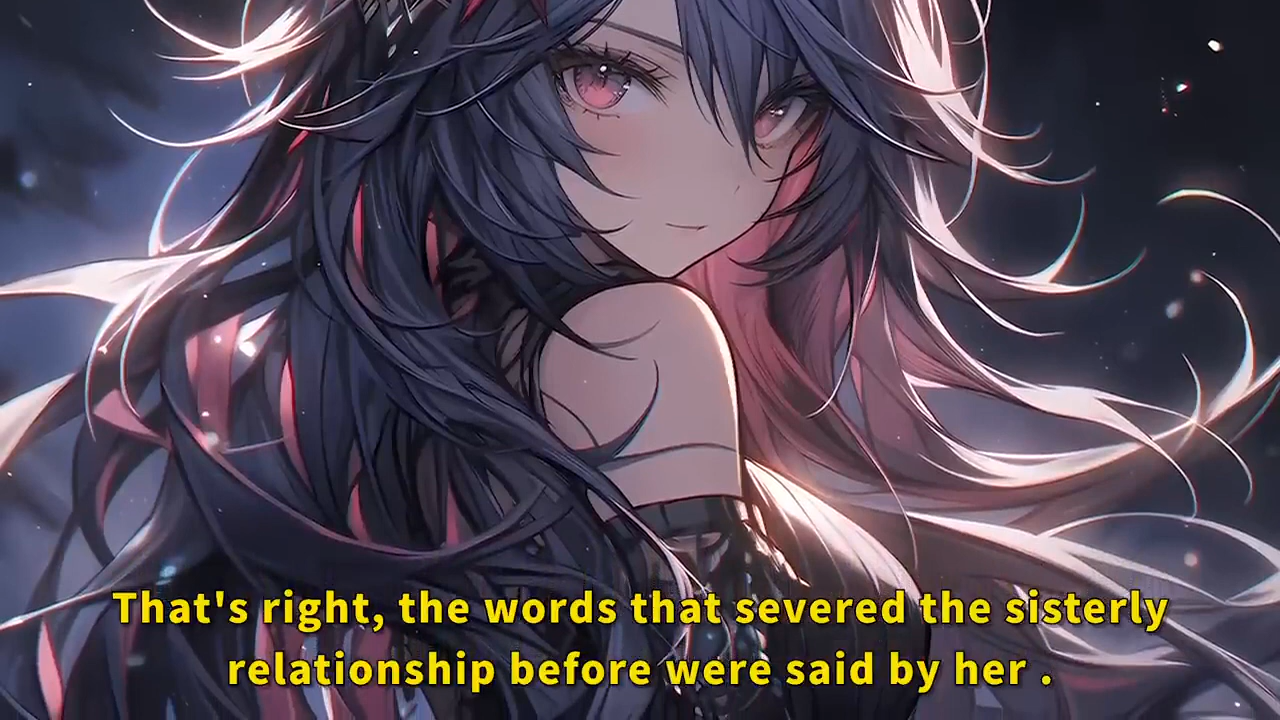 That's right, the words that severed the sisterly
relationship before were said by her .